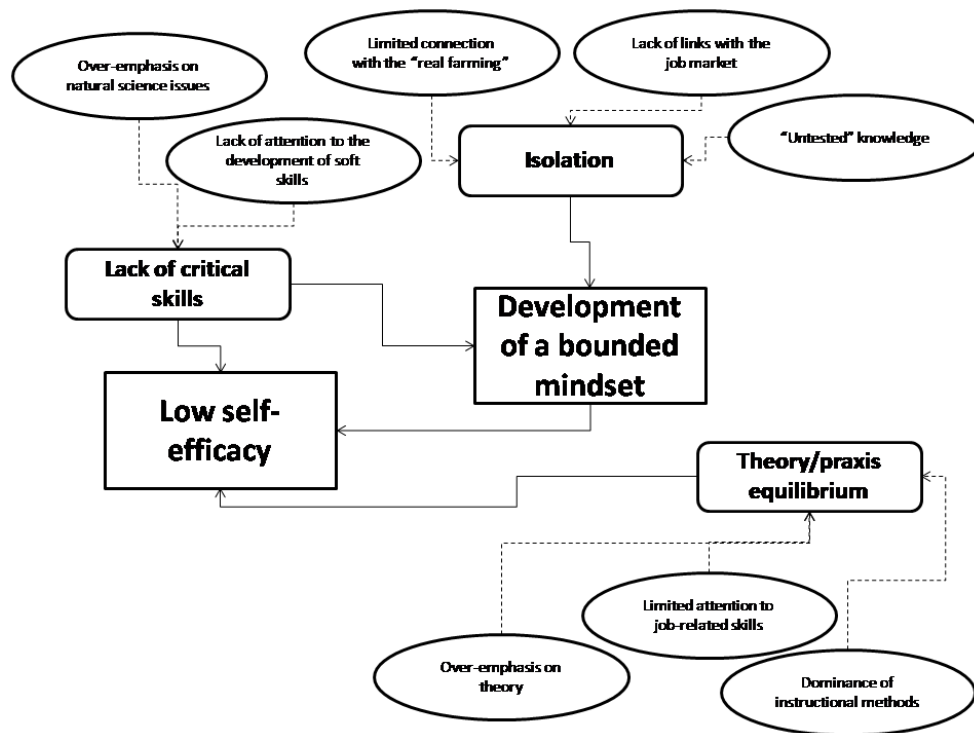 Over-emphasis on
natural science issues
Limited connection
with the “real farming”
Lack of links with the
job market
Lack of attention to the
development of soft
skills
Isolation
“Untested” knowledge
Lack of critical
skills
Development
of a bounded
mindset
Low self-
efficacy
Theory/praxis
equilibrium
Limited attention to
job-related skills
Over-emphasis on
theory
Dominance of
instructional methods